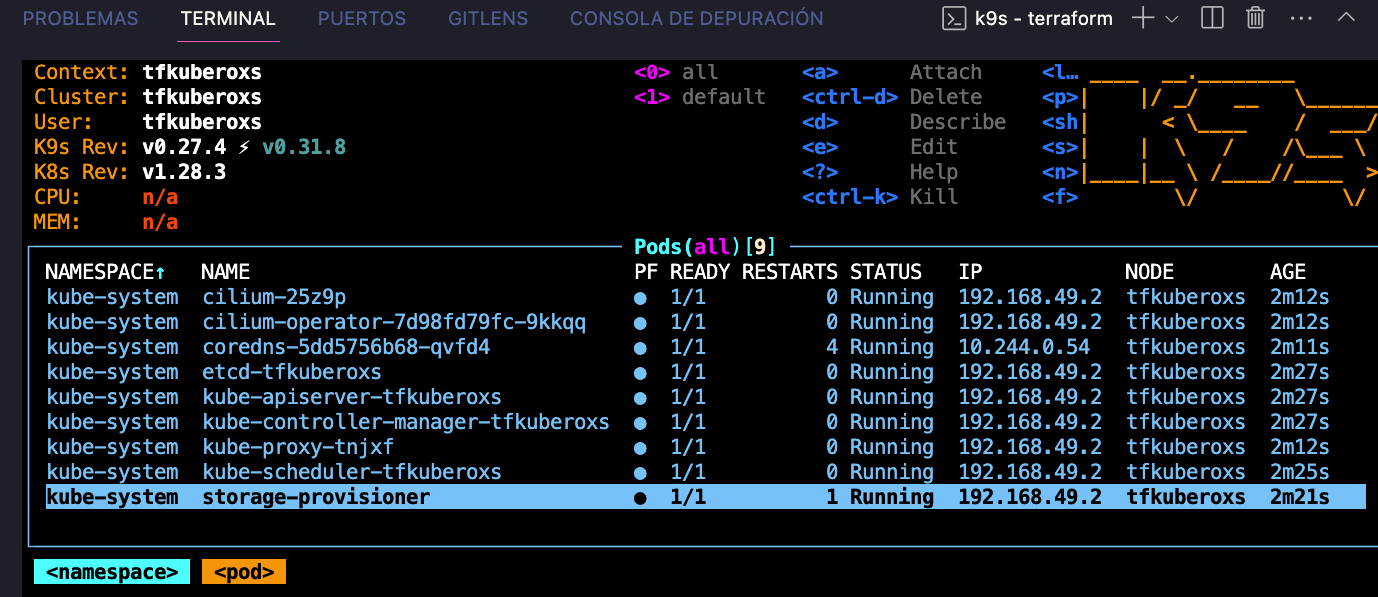 PROBLEMAS TERMINAL PUERTOS GITLENS CONSOLA DE DEPURACIÓN k9s - terraform
Context: tfkuberoxs <0> all <a> Attach <l…
Cluster: tfkuberoxs <1> default <ctrl-d> Delete <p>
User: tfkuberoxs <d> Describe <sh
K9s Rev: v0.27.4 ⚡ v0.31.8 <e> Edit <s>
K8s Rev: v1.28.3 <?> Help <n>
CPU: n/a <ctrl-k> Kill <f>
MEM: n/a
Pods(all)[9]
NAMESPACE↑ NAME PF READY RESTARTS STATUS IP NODE AGE
kube-system cilium-25z9p ● 1/1 0 Running 192.168.49.2 tfkuberoxs 2m12s
kube-system cilium-operator-7d98fd79fc-9kkqq ● 1/1 0 Running 192.168.49.2 tfkuberoxs 2m12s
kube-system coredns-5dd5756b68-qvfd4 ● 1/1 4 Running 10.244.0.54 tfkuberoxs 2m11s
kube-system etcd-tfkuberoxs ● 1/1 0 Running 192.168.49.2 tfkuberoxs 2m27s
kube-system kube-apiserver-tfkuberoxs ● 1/1 0 Running 192.168.49.2 tfkuberoxs 2m27s
kube-system kube-controller-manager-tfkuberoxs ● 1/1 0 Running 192.168.49.2 tfkuberoxs 2m27s
kube-system kube-proxy-tnjxf ● 1/1 0 Running 192.168.49.2 tfkuberoxs 2m12s
kube-system kube-scheduler-tfkuberoxs ● 1/1 0 Running 192.168.49.2 tfkuberoxs 2m25s
kube-system storage-provisioner ● 1/1 1 Running 192.168.49.2 tfkuberoxs 2m21s
<namespace> <pod>